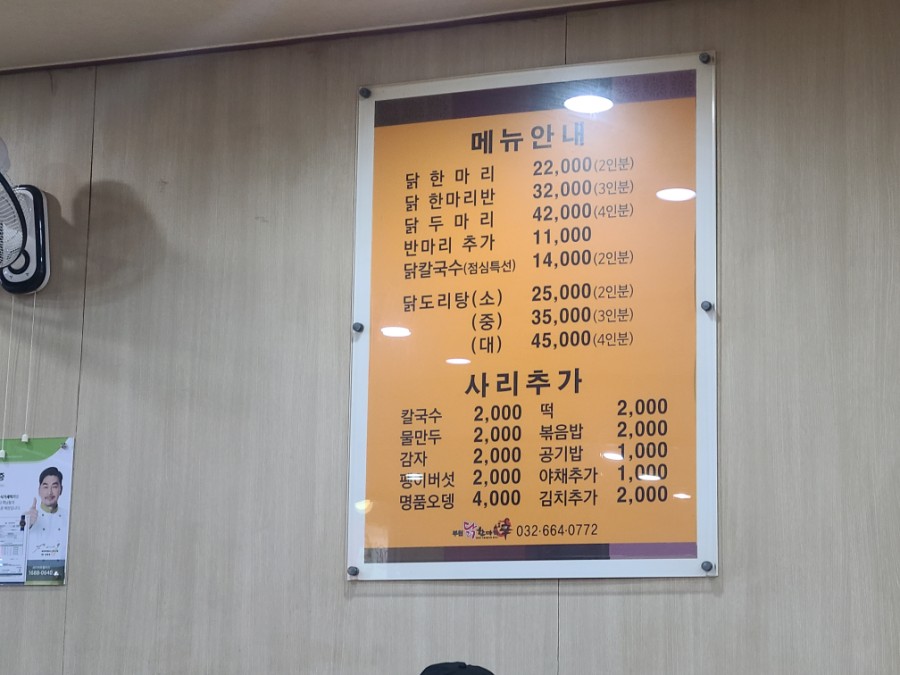 메뉴안내
닭 한 마 리 22,000(2인분)
닭 한마리반 32,000(3인분)
닭 두 마 리 42,000(4인분)
반마리 추가 11,000
닭칼국수(점심특선) 14,000(2인분)
닭도리탕(소) 25,000(2인분)
(중) 35,000(3인분)
(대) 45,000(4인분)
사리추가
칼국수 2,000 떡 2,000
물만두 2,000 볶음밥 2,000
감자 2,000 공기밥 1,000
팽이버섯 2,000 야채추가 1,000
명품오뎅 4,000 김치추가 2,000
부천 닭한마리 032·664·0772